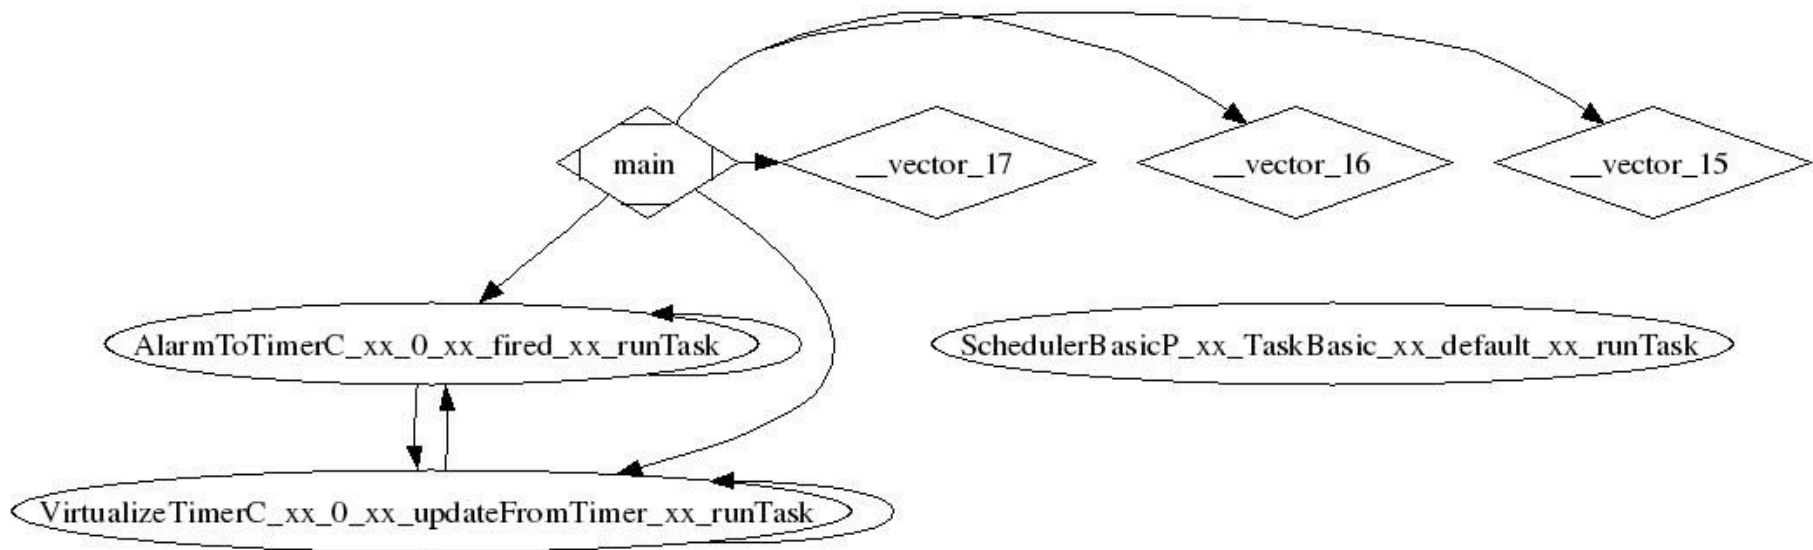 main
__vector_17
__vector_16
__vector_15
AlarmToTimerC_xx_0_xx_fired_xx_runTask
SchedulerBasicP_xx_TaskBasic_xx_default_xx_runTask
VirtualizeTimerC_xx_0_xx_updateFromTimer_xx_runTask